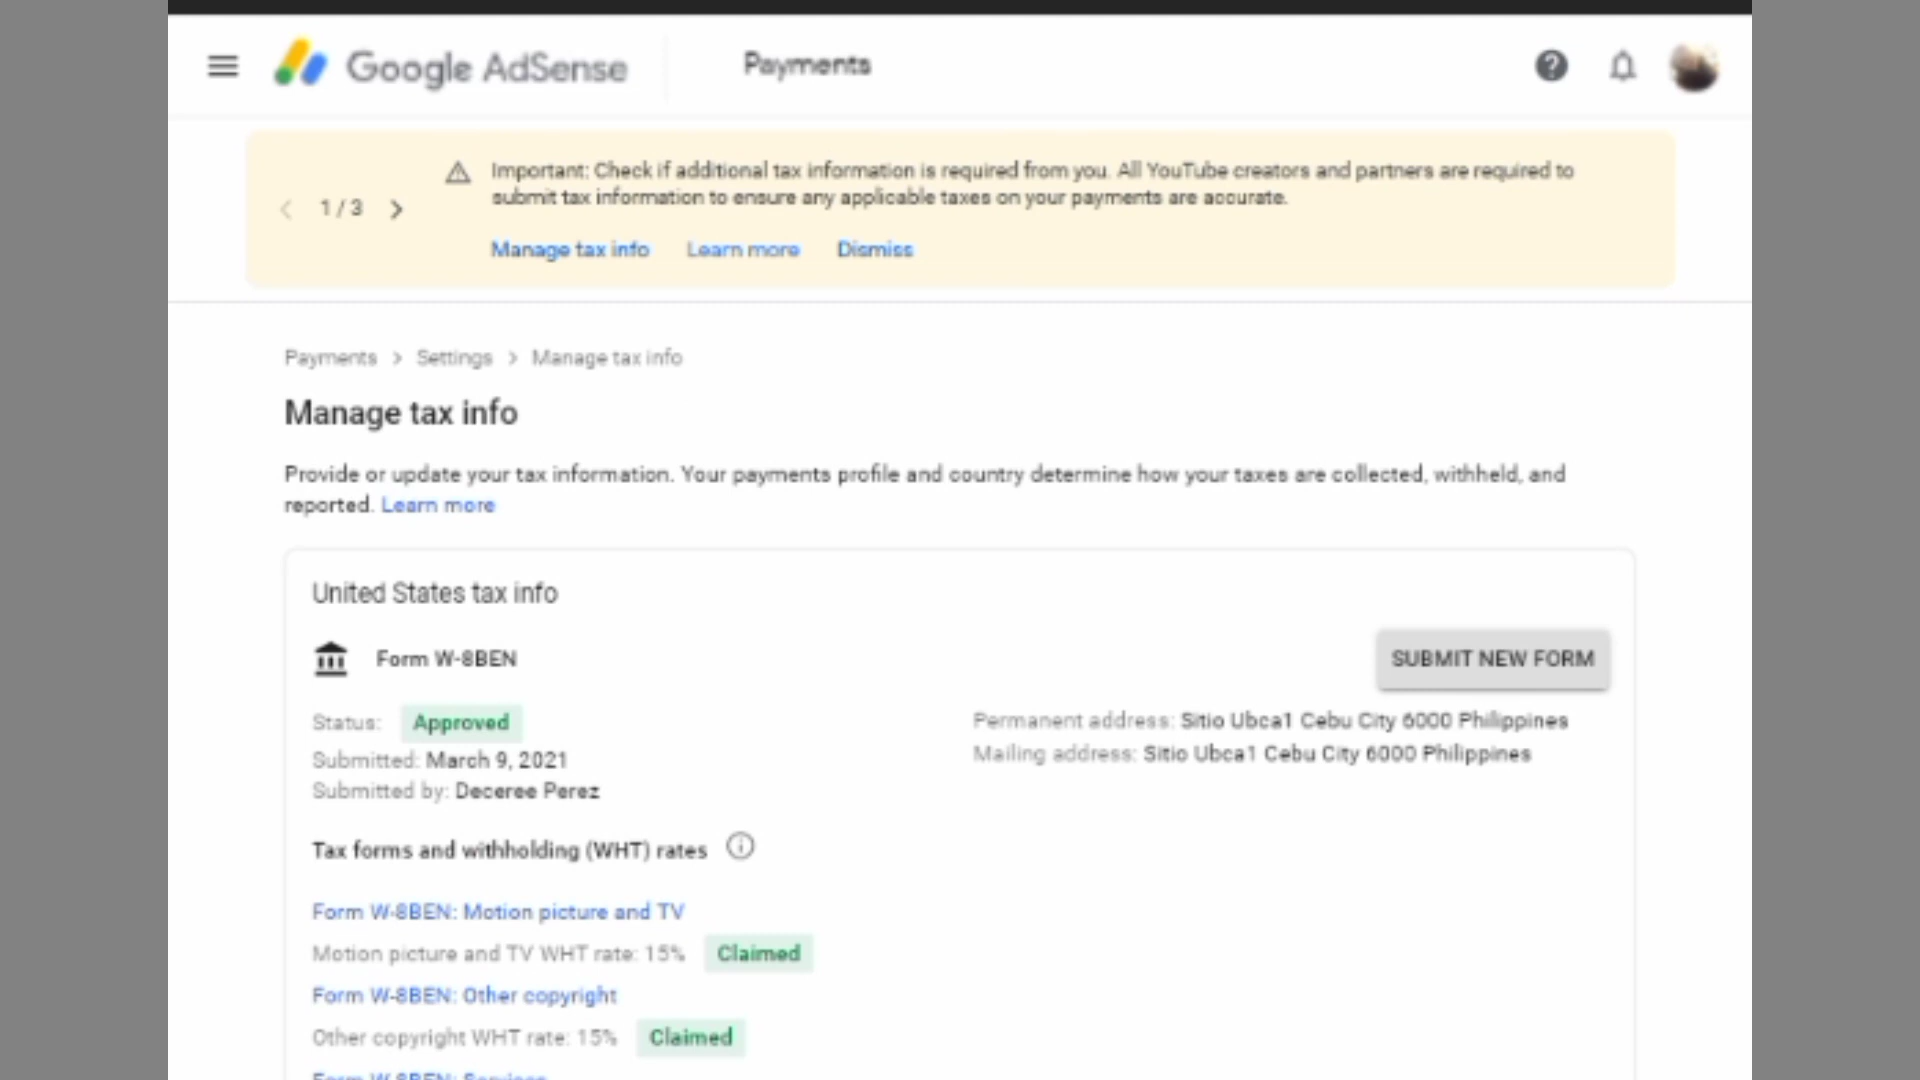 Google AdSense
Payments
1 / 3
Important: Check if additional tax information is required from you. All YouTube creators and partners are required to
submit tax information to ensure any applicable taxes on your payments are accurate.
Manage tax info Learn more Dismiss
Payments > Settings > Manage tax info
Manage tax info
Provide or update your tax information. Your payments profile and country determine how your taxes are collected, withheld, and
reported. Learn more
United States tax info
Form W-8BEN
SUBMIT NEW FORM
Status: Approved
Submitted: March 9, 2021
Submitted by: Deceree Perez
Permanent address: Sitio Ubca1 Cebu City 6000 Philippines
Mailing address: Sitio Ubca1 Cebu City 6000 Philippines
Tax forms and withholding (WHT) rates
Form W-8BEN: Motion picture and TV
Motion picture and TV WHT rate: 15% Claimed
Form W-8BEN: Other copyright
Other copyright WHT rate: 15% Claimed
Form W-8BEN: Services